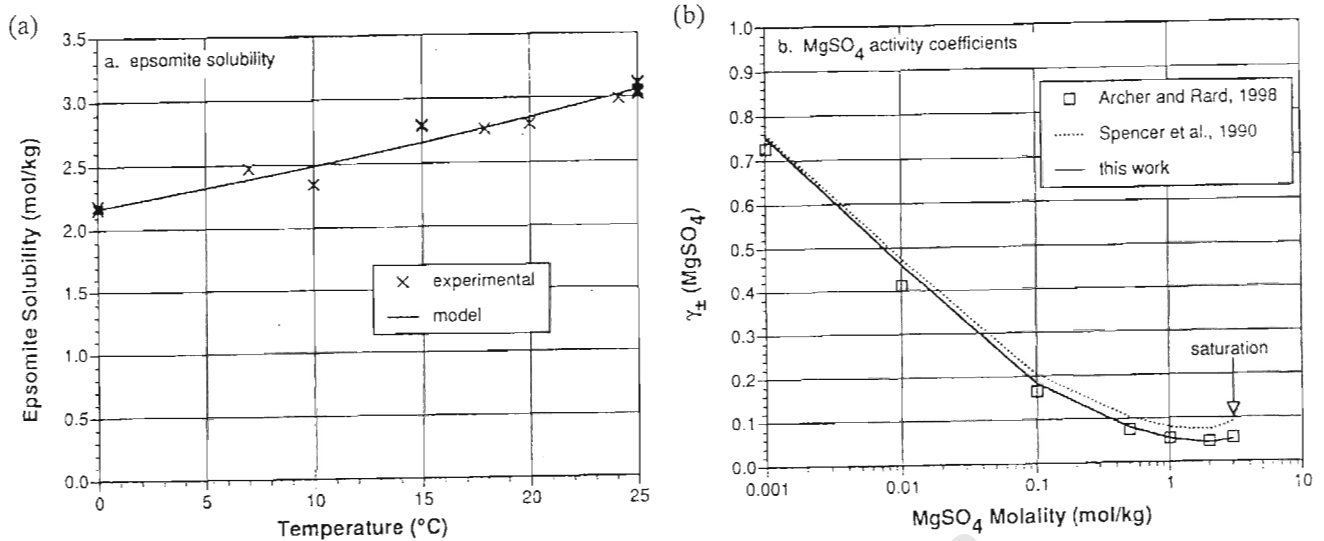 (a)
a. epsomite solubility
3.5
3.0
2.5
2.0
1.5
1.0
0.5
0.0
Epsomite Solubility (mol/kg)
experimental
model
0 5 10 15 20 25
Temperature (°C)
(b)
b. MgSO4 activity coefficients
1.0
0.9
0.8
0.7
0.6
0.5
0.4
0.3
0.2
0.1
0.0
γ± (MgSO4)
Archer and Rard, 1998
Spencer et al., 1990
this work
saturation
0.001 0.01 0.1 1 10
MgSO4 Molality (mol/kg)